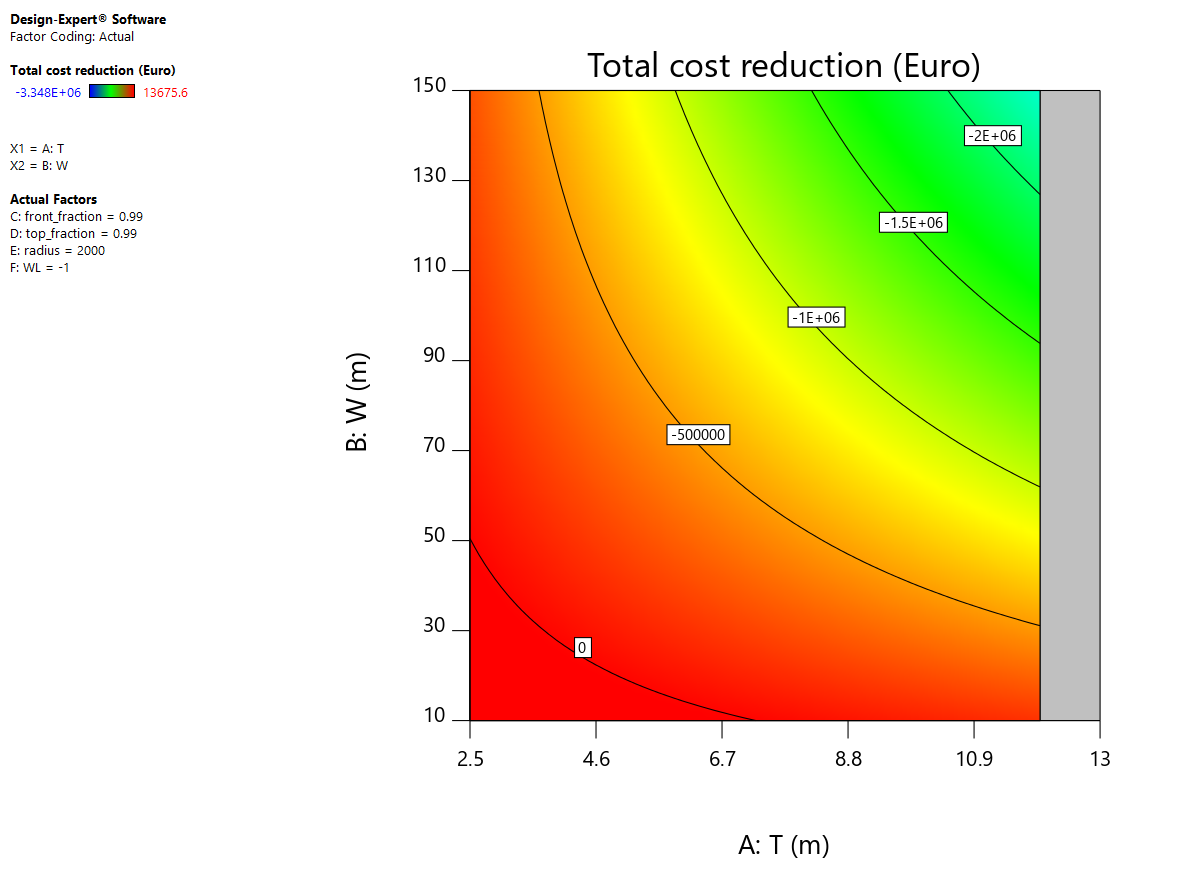 Design-Expert® Software
Factor Coding: Actual
Total cost reduction (Euro)
-3.348E+06 13675.6
X1 = A: T
X2 = B: W
Actual Factors
C: front_fraction = 0.99
D: top_fraction = 0.99
E: radius = 2000
F: WL = -1
Total cost reduction (Euro)
150
130
110
90
70
50
30
10
B: W (m)
-2E+06
-1.5E+06
-1E+06
-500000
0
2.5 4.6 6.7 8.8 10.9 13
A: T (m)